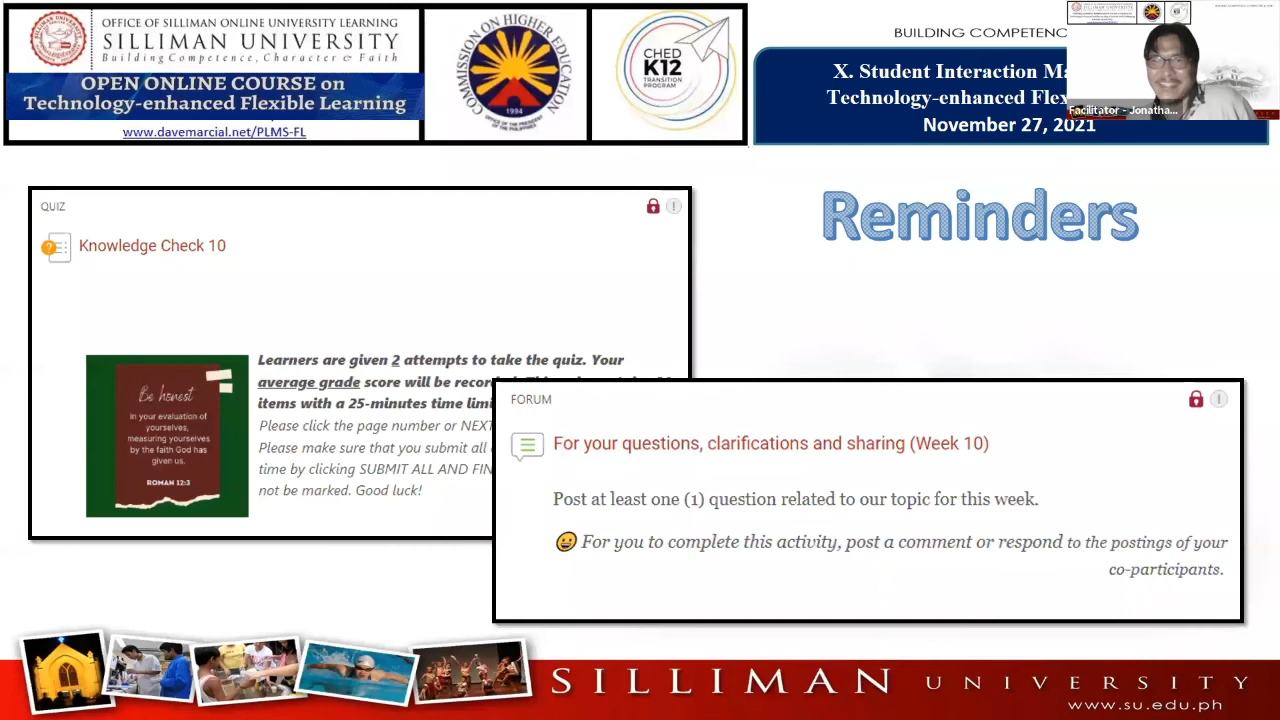 OFFICE OF SILLIMAN ONLINE UNIVERSITY LEARNING
SILLIMAN UNIVERSITY
Building Competence, Character & Faith
OPEN ONLINE COURSE on
Technology-enhanced Flexible Learning
www.davemarcial.net/PLMS-FL
COMMISSION ON HIGHER EDUCATION
1994
OFFICE OF THE PRESIDENT
OF THE PHILIPPINES
CHED
K12
TRANSITION
PROGRAM
BUILDING COMPETENC
X. Student Interaction Ma
Technology-enhanced Flex
November 27, 2021
Facilitator - Jonatha...
Reminders
QUIZ
Knowledge Check 10
Be honest
in your evaluation of
yourselves,
measuring yourselves
by the faith God has
given us.
ROMAN 12:3
Learners are given 2 attempts to take the quiz. Your
average grade score will be
items with a 25-minutes time limi
Please click the page number or NEXT
Please make sure that you submit all
time by clicking SUBMIT ALL AND FIN
not be marked. Good luck!
FORUM
For your questions, clarifications and sharing (Week 10)
Post at least one (1) question related to our topic for this week.
😀 For you to complete this activity, post a comment or respond to the postings of your
co-participants.
SILLIMAN UNIVERSITY
www.su.edu.ph